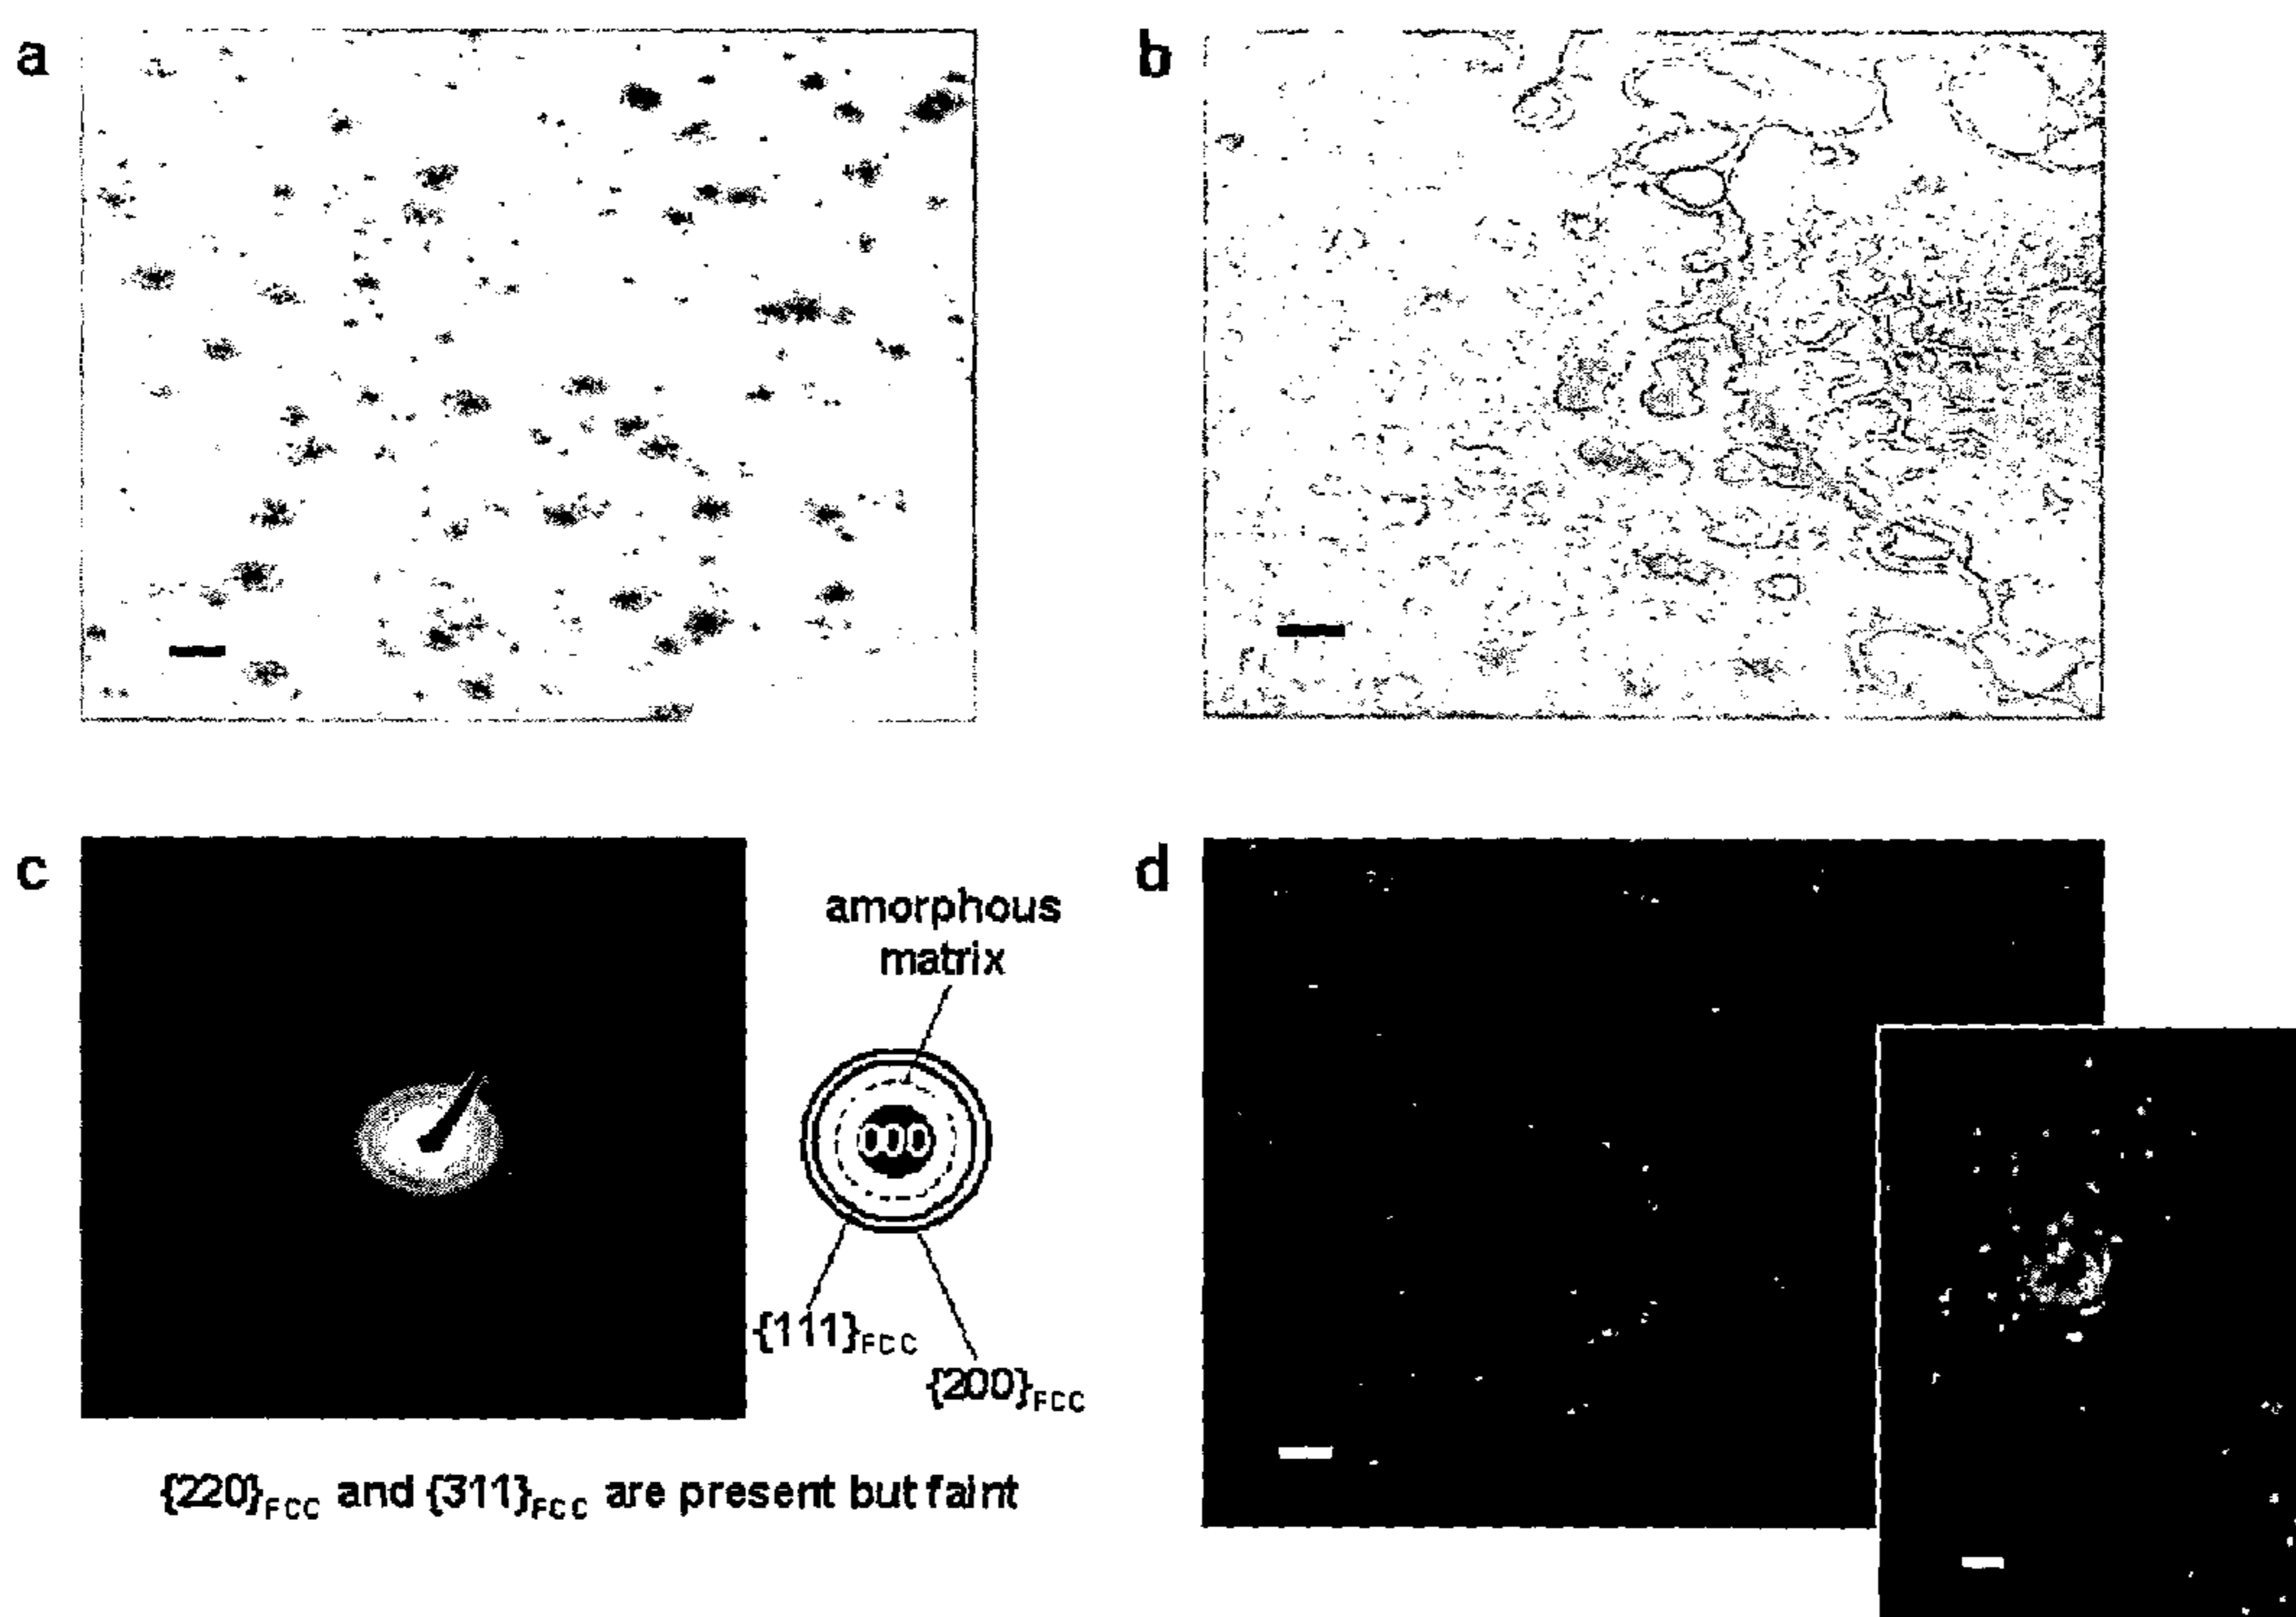 a
b
c
amorphous
matrix
000
{111}FCC
{200}FCC
{220}FCC and {311}FCC are present but faint
d